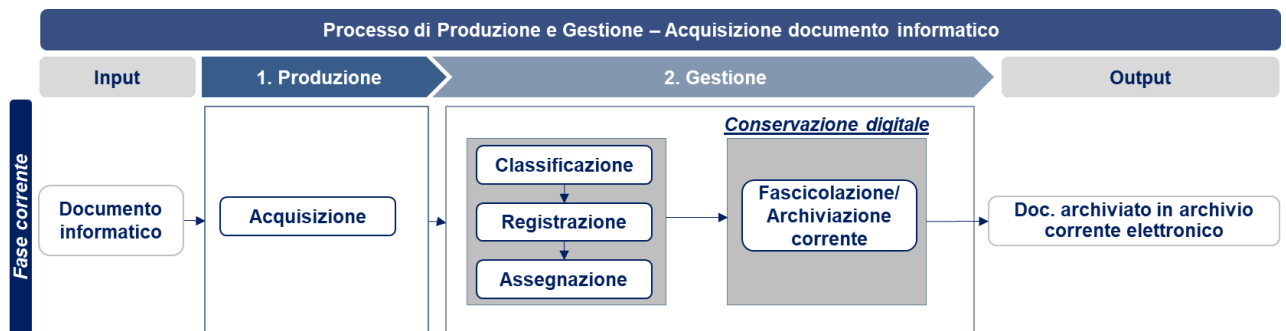 Processo di Produzione e Gestione – Acquisizione documento informatico
Input
1. Produzione
2. Gestione
Output
Fase corrente
Documento
informatico
Acquisizione
Classificazione
Registrazione
Assegnazione
Conservazione digitale
Fascicolazione/
Archiviazione
corrente
Doc. archiviato in archivio
corrente elettronico